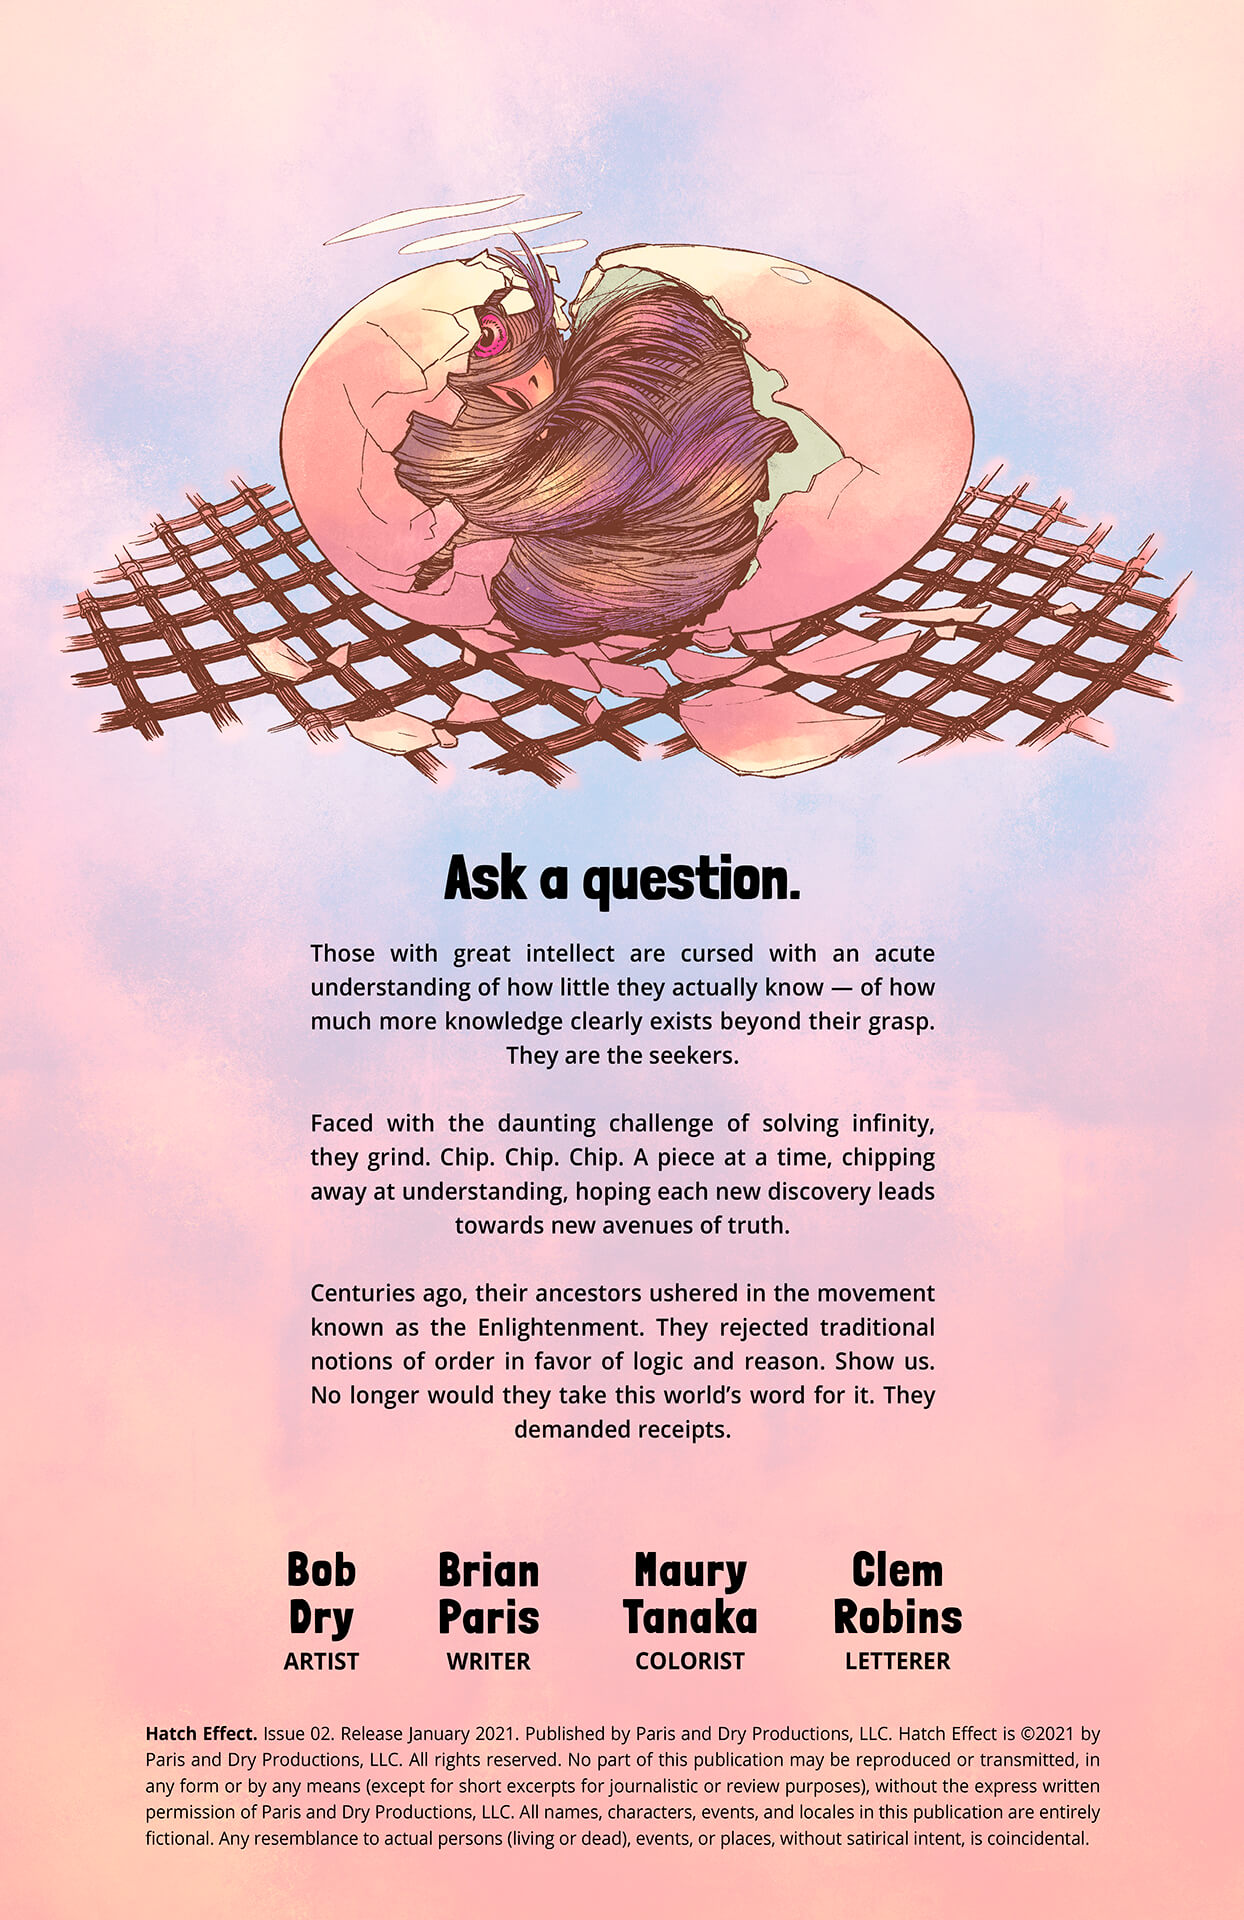 Ask a question.
Those with great intellect are cursed with an acute
understanding of how little they actually know — of how
much more knowledge clearly exists beyond their grasp.
They are the seekers.
Faced with the daunting challenge of solving infinity,
they grind. Chip. Chip. Chip. A piece at a time, chipping
away at understanding, hoping each new discovery leads
towards new avenues of truth.
Centuries ago, their ancestors ushered in the movement
known as the Enlightenment. They rejected traditional
notions of order in favor of logic and reason. Show us.
No longer would they take this world’s word for it. They
demanded receipts.
Bob
Dry
ARTIST
Brian
Paris
WRITER
Maury
Tanaka
COLORIST
Clem
Robins
LETTERER
Hatch Effect. Issue 02. Release January 2021. Published by Paris and Dry Productions, LLC. Hatch Effect is ©2021 by
Paris and Dry Productions, LLC. All rights reserved. No part of this publication may be reproduced or transmitted, in
any form or by any means (except for short excerpts for journalistic or review purposes), without the express written
permission of Paris and Dry Productions, LLC. All names, characters, events, and locales in this publication are entirely
fictional. Any resemblance to actual persons (living or dead), events, or places, without satirical intent, is coincidental.